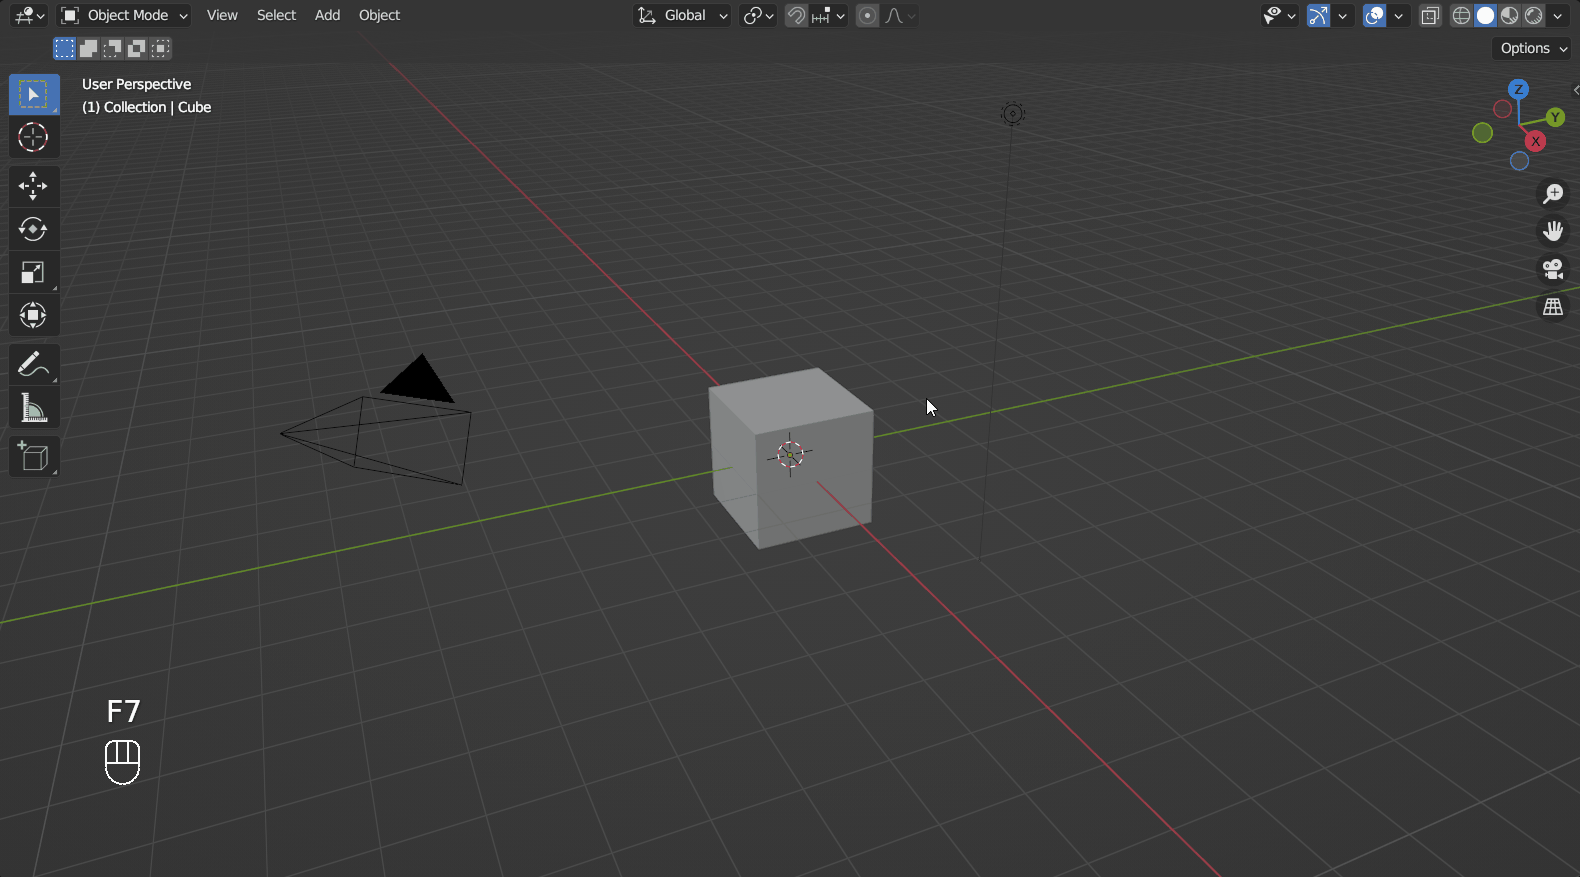 Object Mode View Select Add Object Global
Options
User Perspective
(1) Collection | Cube
Z
Y
X
F7